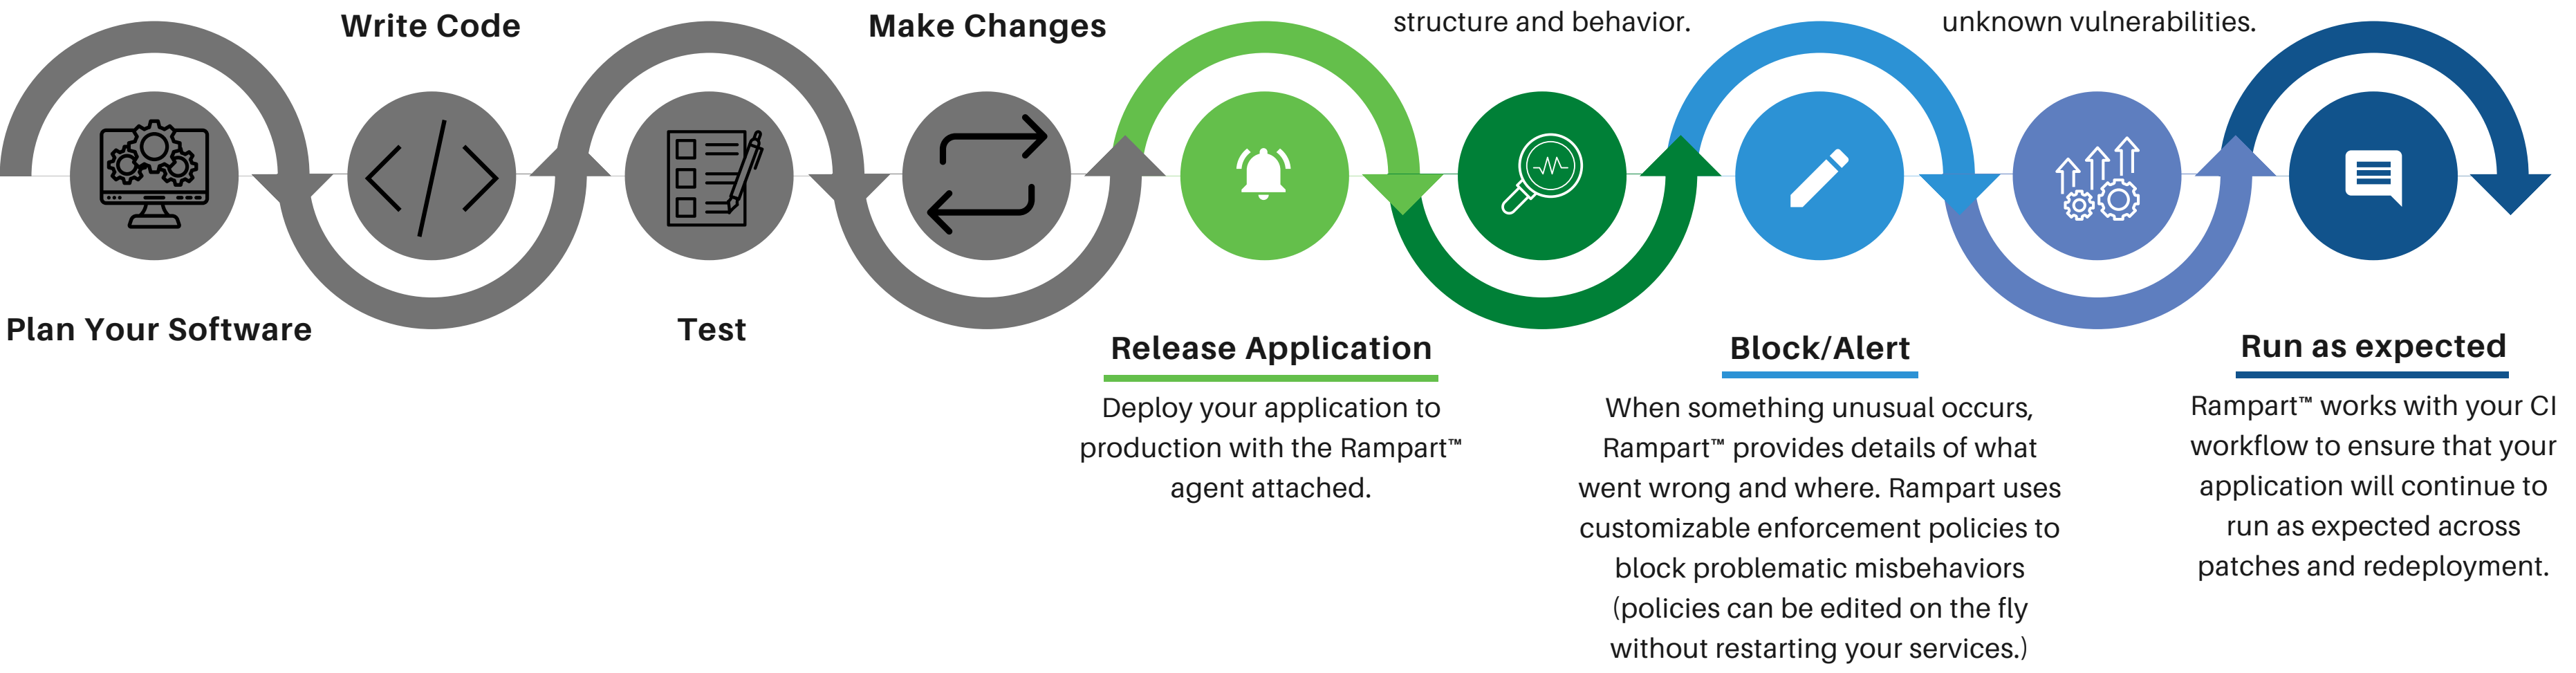 Write Code
Make Changes
structure and behavior.
unknown vulnerabilities.
Plan Your Software
Test
Release Application
Deploy your application to
production with the Rampart™
agent attached.
Block/Alert
When something unusual occurs,
Rampart™ provides details of what
went wrong and where. Rampart uses
customizable enforcement policies to
block problematic misbehaviors
(policies can be edited on the fly
without restarting your services.)
Run as expected
Rampart™ works with your CI
workflow to ensure that your
application will continue to
run as expected across
patches and redeployment.